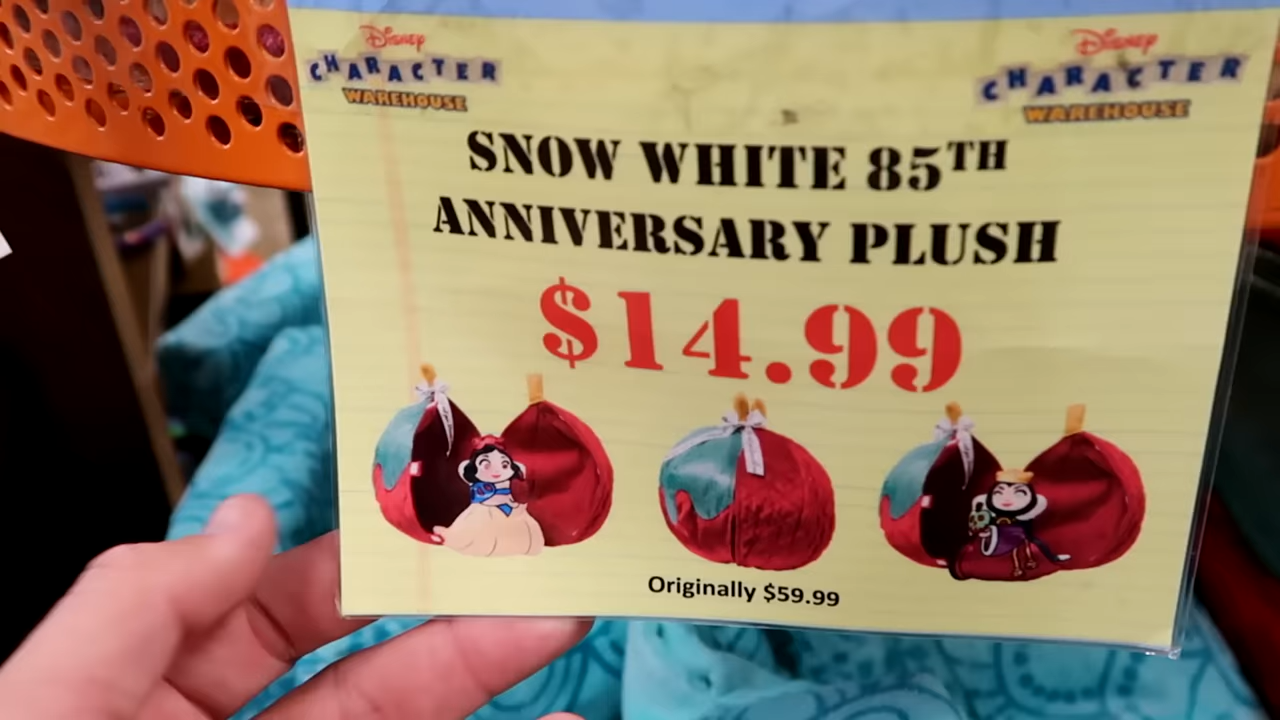 Disney
CHARACTER
WAREHOUSE
Disney
CHARACTER
WAREHOUSE
SNOW WHITE 85TH
ANNIVERSARY PLUSH
$14.99
Originally $59.99